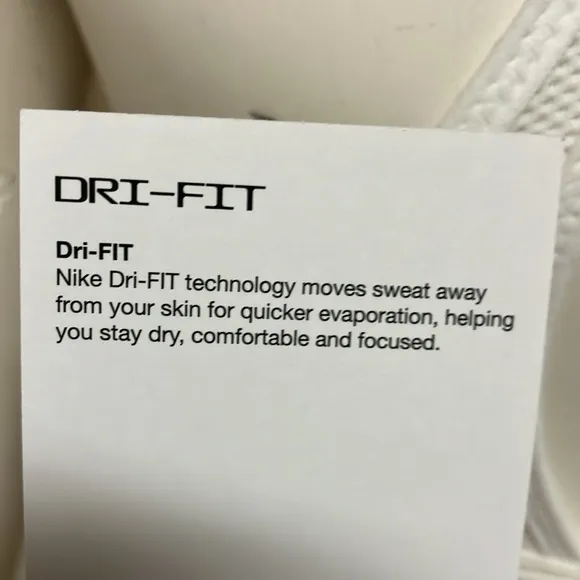 DRI-FIT
Dri-FIT
Nike Dri-FIT technology moves sweat away
from your skin for quicker evaporation, helping
you stay dry, comfortable and focused.